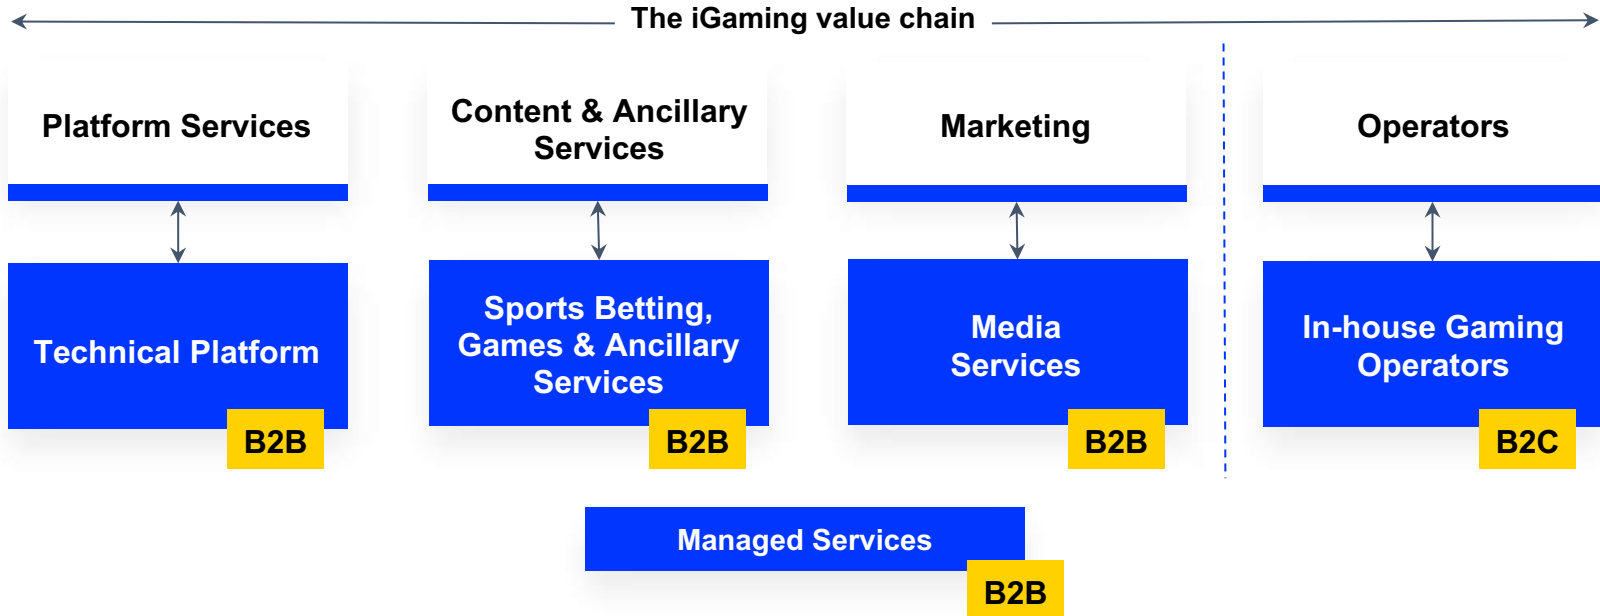 The iGaming value chain
Platform Services
Content & Ancillary
Services
Marketing
Operators
Technical Platform
B2B
Sports Betting,
Games & Ancillary
Services
B2B
Media
Services
B2B
In-house Gaming
Operators
B2C
Managed Services
B2B